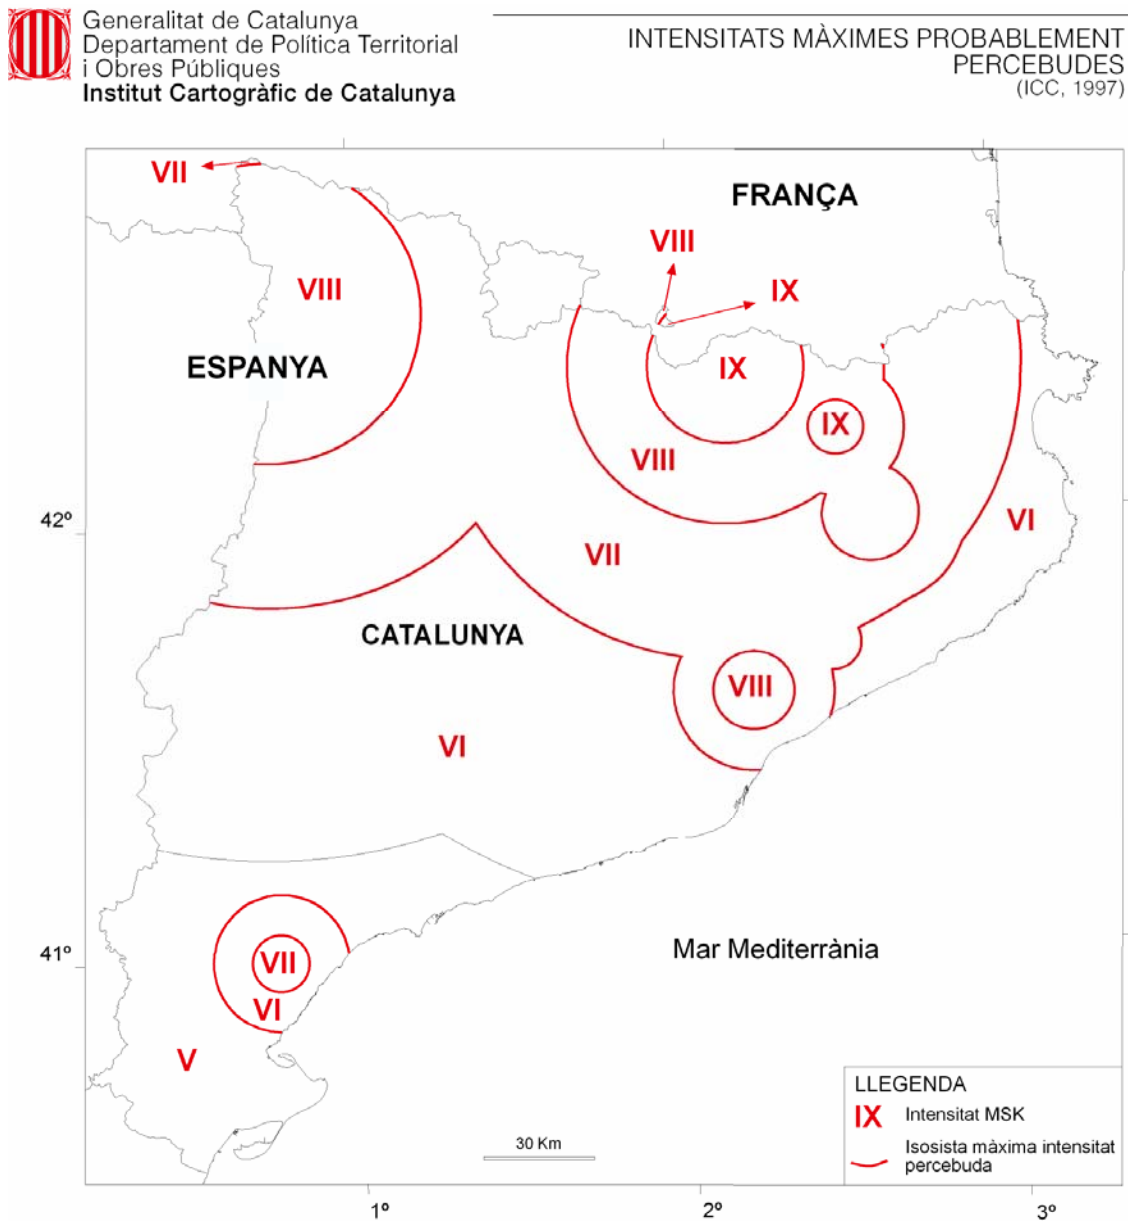 Generalitat de Catalunya
Departament de Política Territorial
i Obres Públiques
Institut Cartogràfic de Catalunya
INTENSITATS MÀXIMES PROBABLEMENT
PERCEBUDES
(ICC, 1997)
VII
FRANÇA
VIII
VIII
IX
ESPANYA
IX
IX
VIII
42º
VI
VII
CATALUNYA
VIII
VI
41º
VII
Mar Mediterrània
VI
V
LLEGENDA
IX Intensitat MSK
Isosista màxima intensitat
percebuda
30 Km
1º
2º
3º